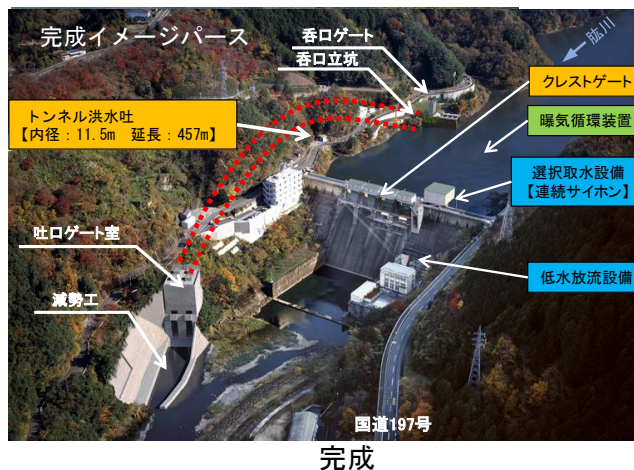 完成イメージパース
呑口ゲート
呑口立坑
肱川
クレストゲート
トンネル洪水吐
【内径：11.5m　延長：457m】
曝気循環装置
選択取水設備
【連続サイホン】
吐口ゲート室
低水放流設備
減勢工
国道197号
完成